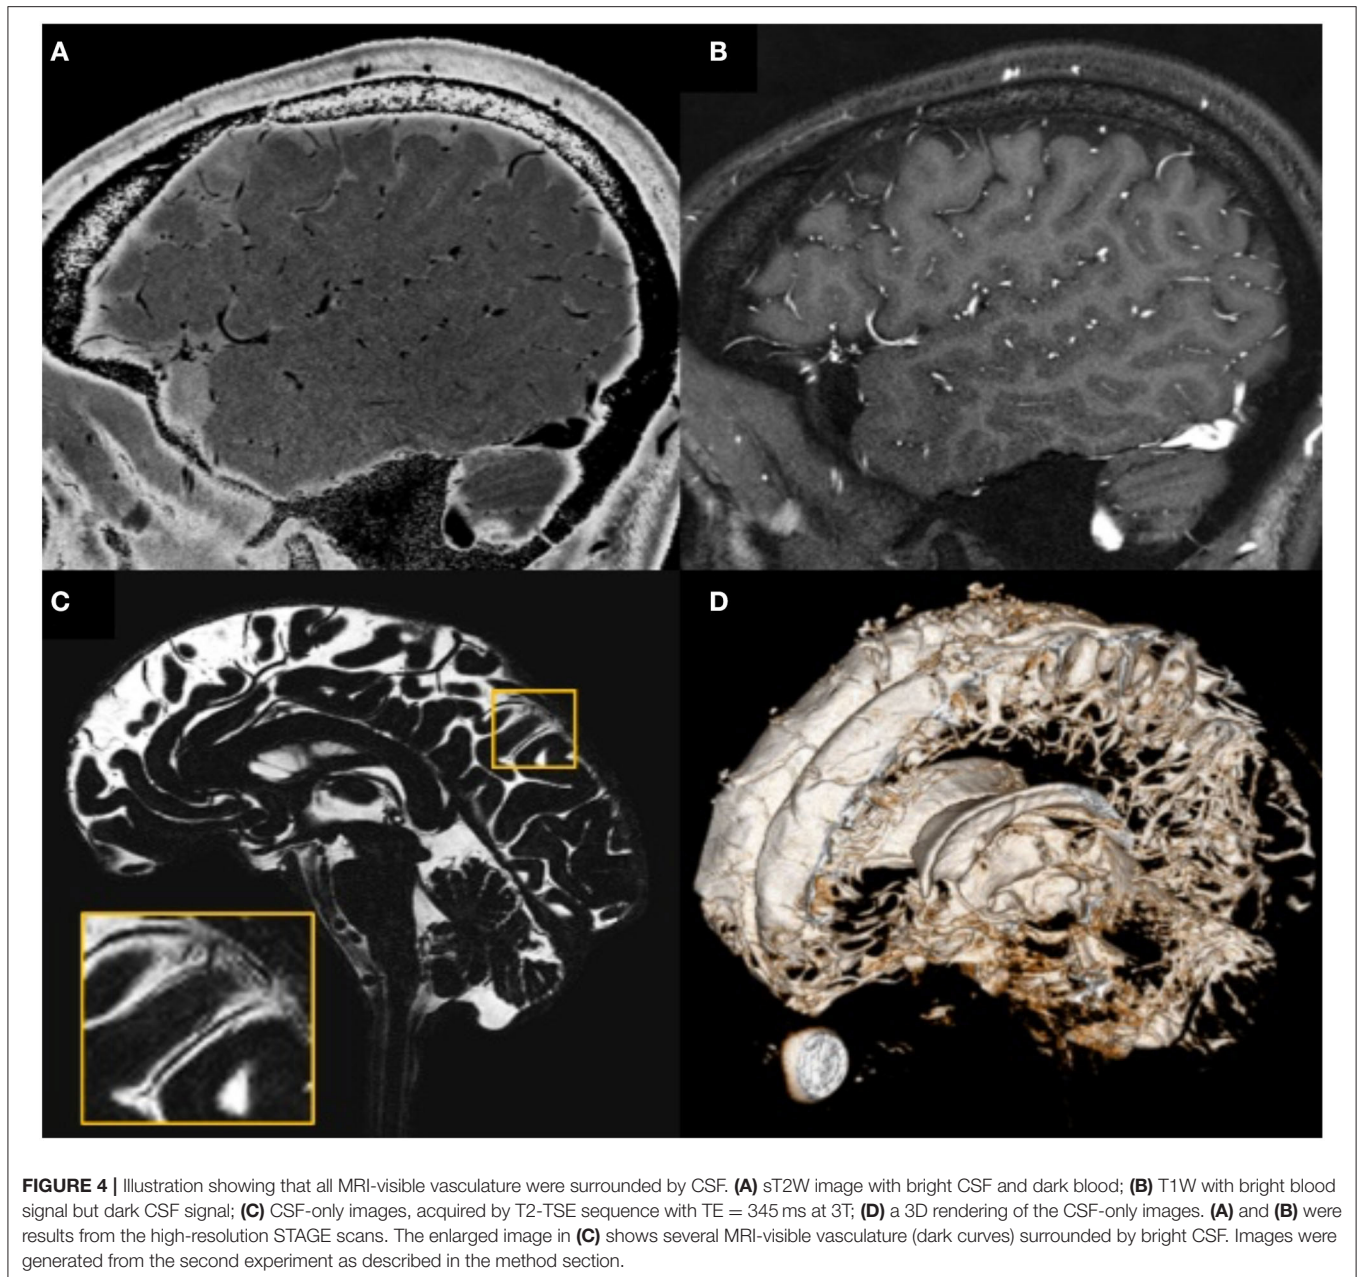 A
B
C
D
FIGURE 4 | Illustration showing that all MRI-visible vasculature were surrounded by CSF. (A) sT2W image with bright CSF and dark blood; (B) T1W with bright blood
signal but dark CSF signal; (C) CSF-only images, acquired by T2-TSE sequence with TE = 345 ms at 3T; (D) a 3D rendering of the CSF-only images. (A) and (B) were
results from the high-resolution STAGE scans. The enlarged image in (C) shows several MRI-visible vasculature (dark curves) surrounded by bright CSF. Images were
generated from the second experiment as described in the method section.